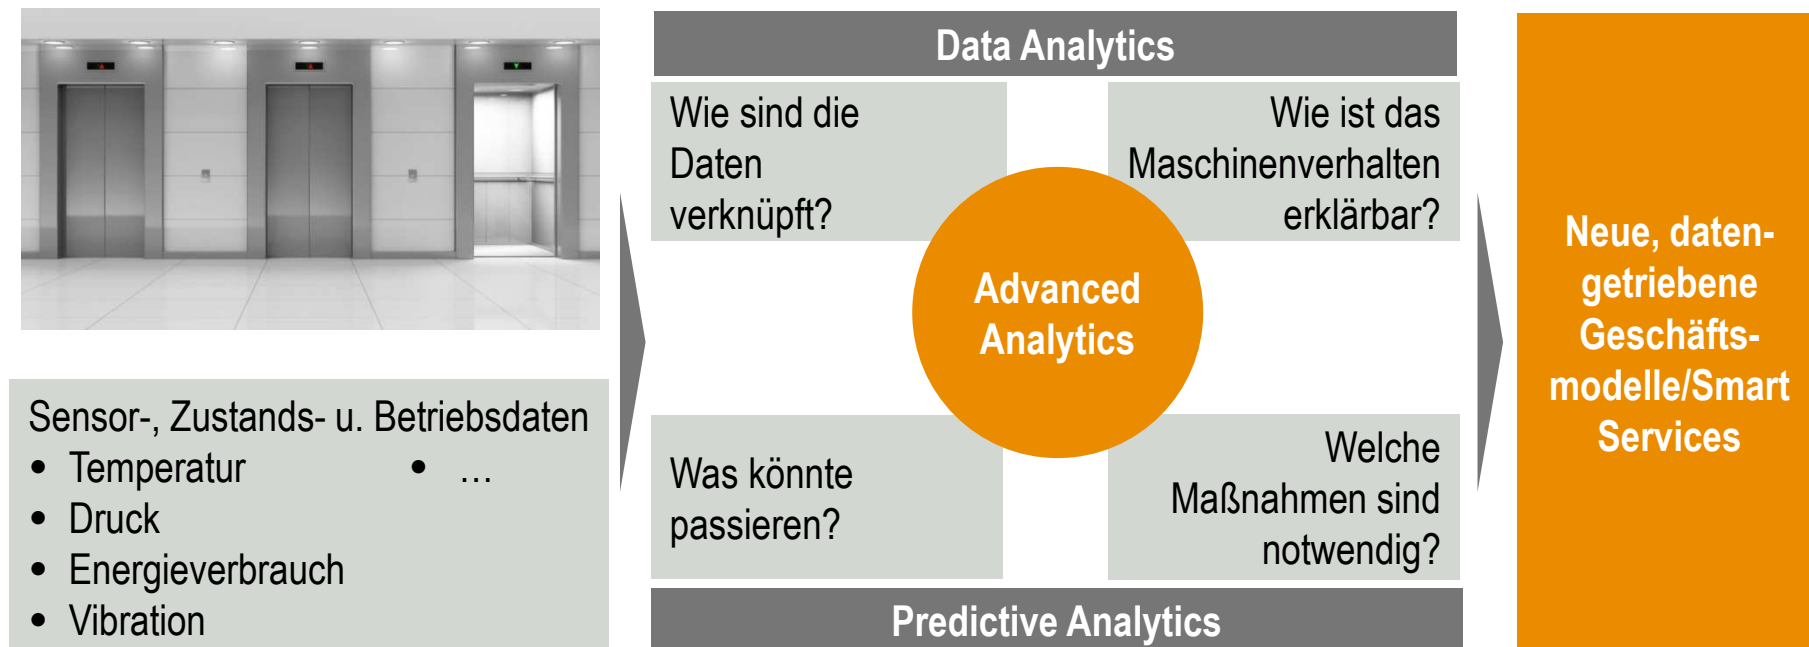 Sensor-, Zustands- u. Betriebsdaten
• Temperatur
• …
• Druck
• Energieverbrauch
• Vibration
Data Analytics
Wie sind die
Daten
verknüpft?
Wie ist das
Maschinenverhalten
erklärbar?
Advanced
Analytics
Was könnte
passieren?
Welche
Maßnahmen sind
notwendig?
Predictive Analytics
Neue, daten-
getriebene
Geschäfts-
modelle/Smart
Services